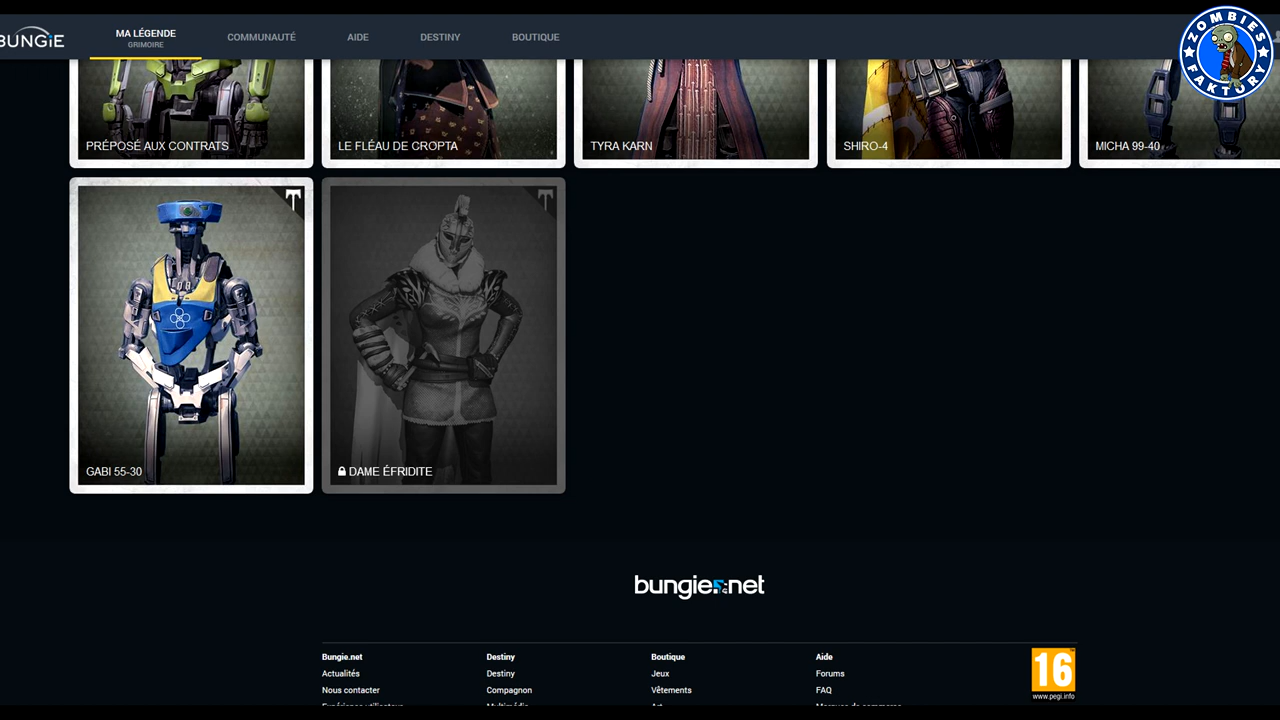 BUNGiE
MA LÉGENDE
GRIMOIRE
COMMUNAUTÉ
AIDE
DESTINY
BOUTIQUE
ZOMBIES
FAKTORY
PRÉPOSÉ AUX CONTRATS
LE FLÉAU DE CROPTA
TYRA KARN
SHIRO-4
MICHA 99-40
GABI 55-30
DAME ÉFRIDITE
bungie.net
Bungie.net
Destiny
Boutique
Aide
Actualités
Destiny
Jeux
Forums
Nous contacter
Compagnon
Vêtements
FAQ
16
www.pegi.info